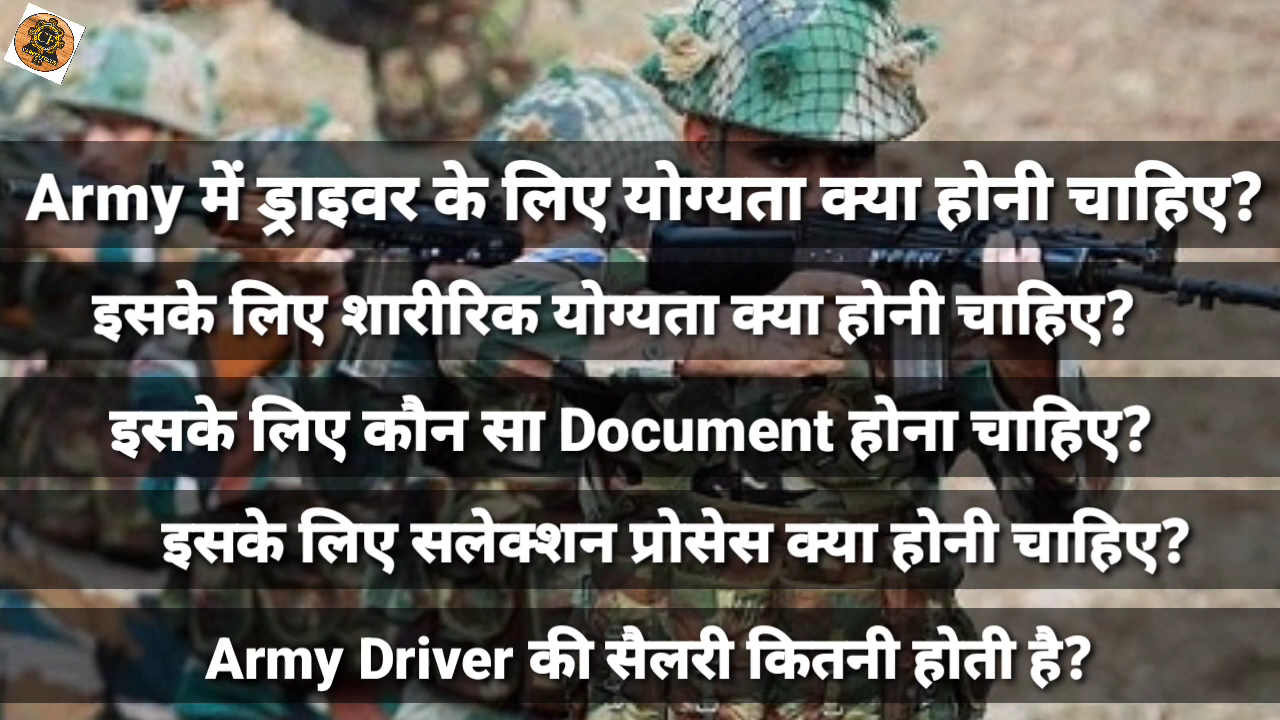 Army में ड्राइवर के लिए योग्यता क्या होनी चाहिए?
इसके लिए शारीरिक योग्यता क्या होनी चाहिए?
इसके लिए कौन सा Document होना चाहिए?
इसके लिए सलेक्शन प्रोसेस क्या होनी चाहिए?
Army Driver की सैलरी कितनी होती है?